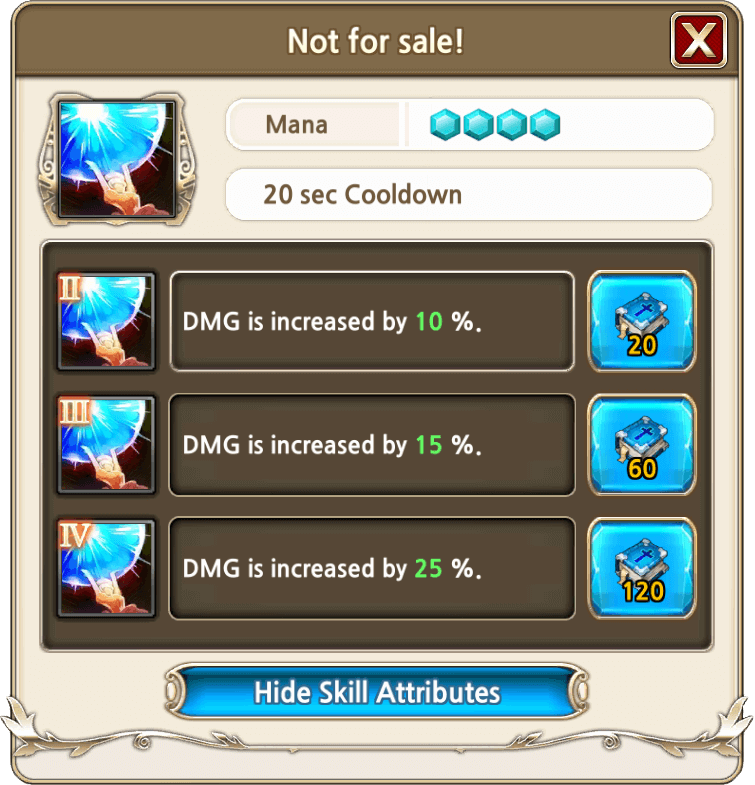 Not for sale!
X
Mana
20 sec Cooldown
II
DMG is increased by 10 %.
20
III
DMG is increased by 15 %.
60
IV
DMG is increased by 25 %.
120
Hide Skill Attributes